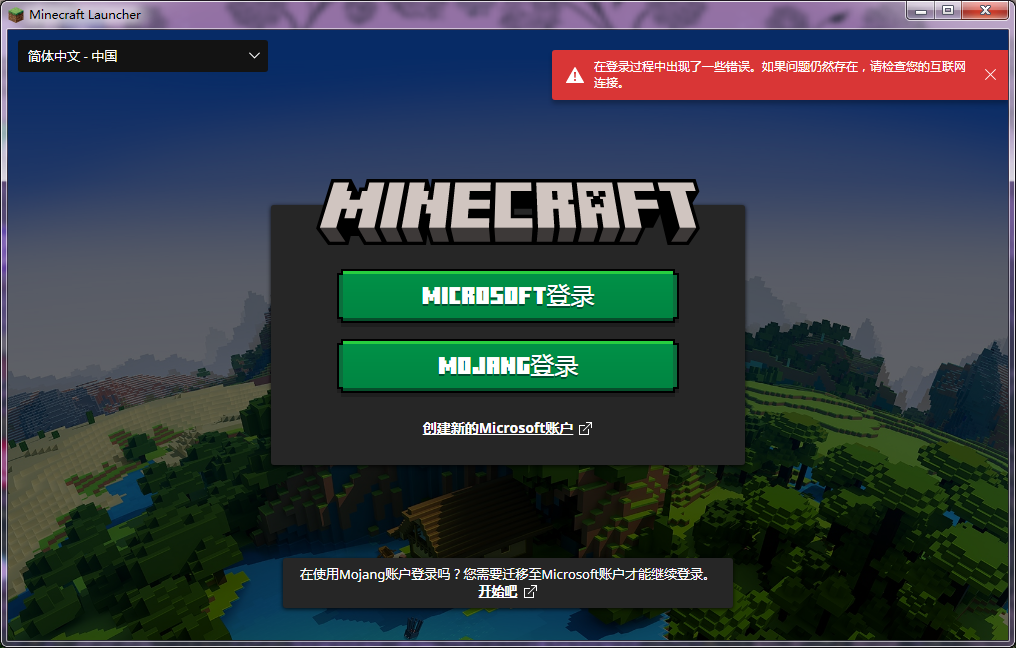 Minecraft Launcher
简体中文 - 中国
在登录过程中出现了一些错误。如果问题仍然存在，请检查您的互联网
连接。
MINECRAFT
MICROSOFT登录
MOJANG登录
创建新的Microsoft账户
在使用Mojang账户登录吗？您需要迁移至Microsoft账户才能继续登录。
开始吧